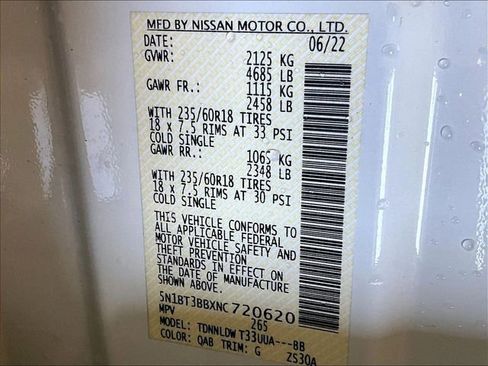 MFD BY NISSAN MOTOR CO., LTD.
DATE: 06/22
GVWR: 2125 KG
4685 LB
GAWR FR.: 1115 KG
2458 LB
WITH 235/60R18 TIRES
18 x 7.5 RIMS AT 33 PSI
COLD SINGLE
GAWR RR.: 1065 KG
2348 LB
WITH 235/60R18 TIRES
18 x 7.5 RIMS AT 30 PSI
COLD SINGLE
THIS VEHICLE CONFORMS TO
ALL APPLICABLE FEDERAL
MOTOR VEHICLE SAFETY AND
THEFT PREVENTION
STANDARDS IN EFFECT ON
THE DATE OF MANUFACTURE
SHOWN ABOVE.
5N1BT3BBXNC720620
MPV 26S
MODEL: TDNNLDW T33UUA---BB
COLOR: QAB TRIM: G ZS30A